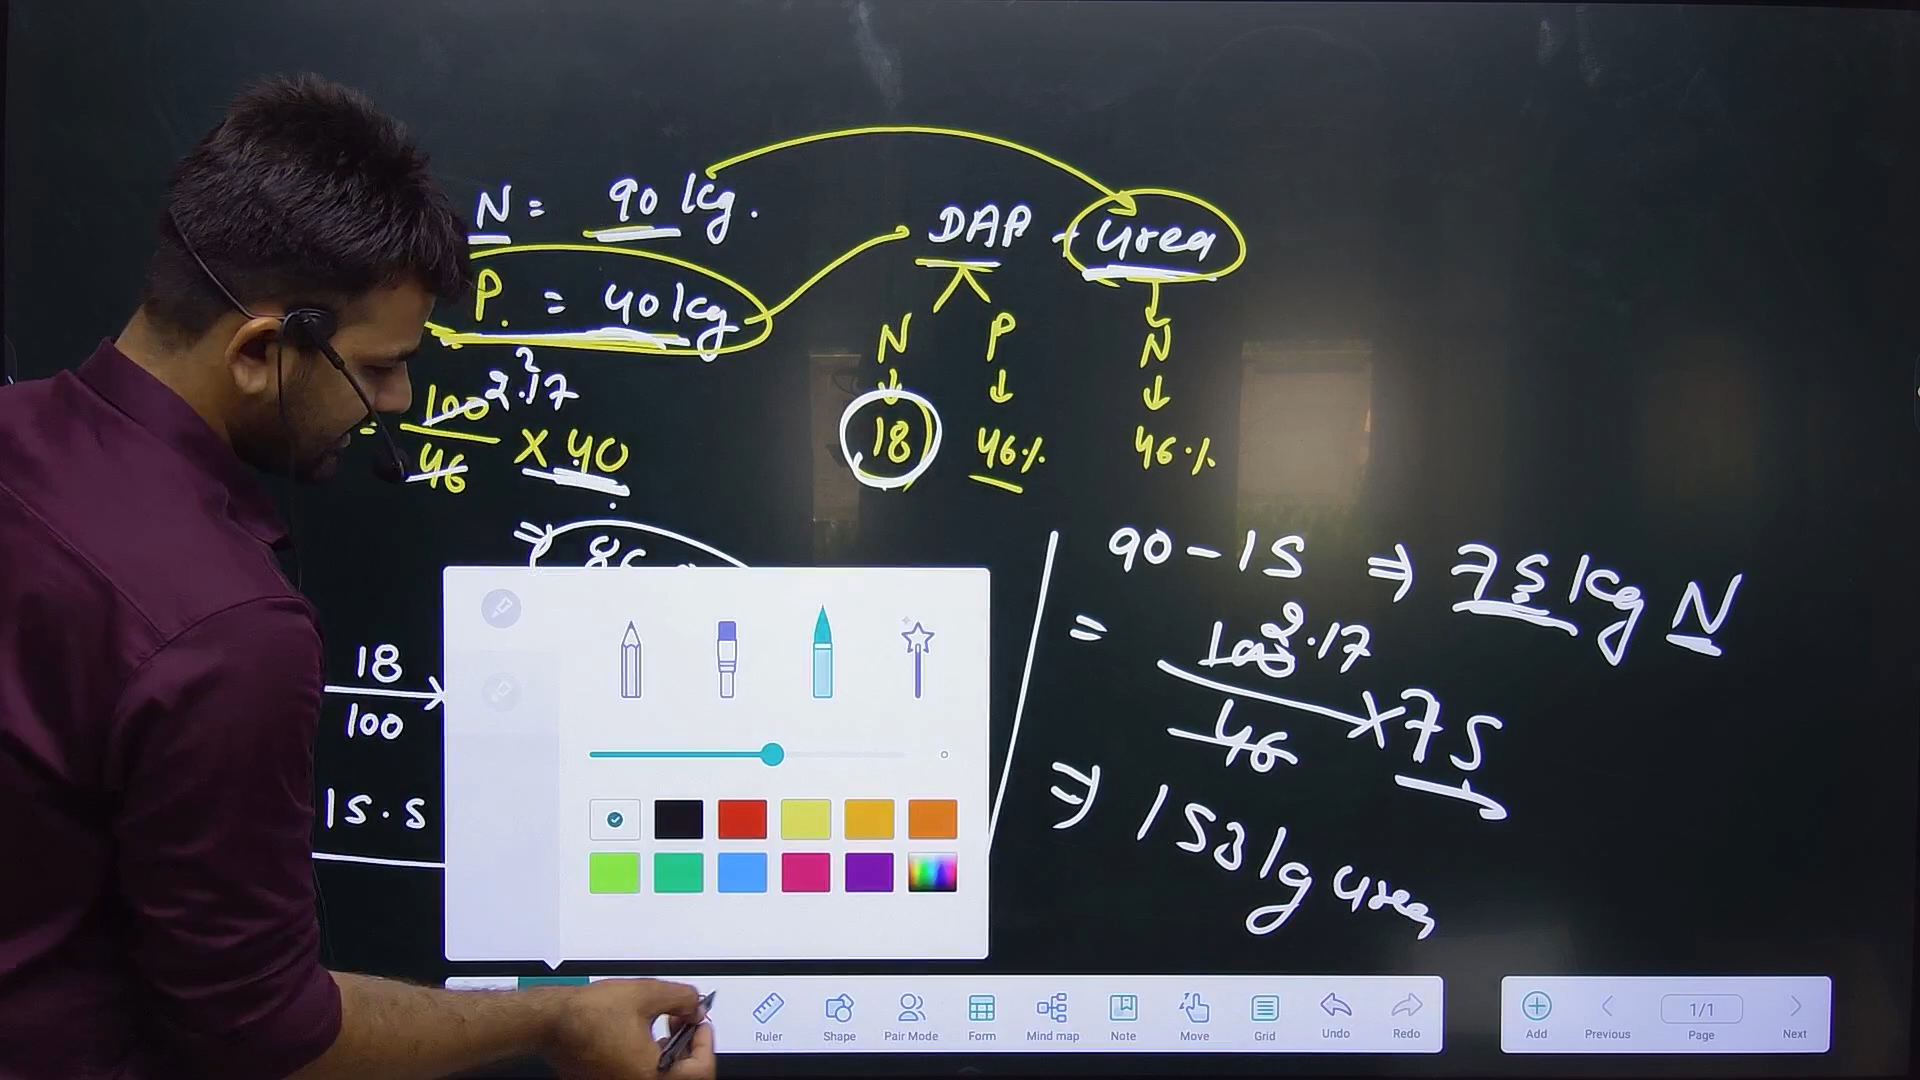 N = 90 kg.
DAP - Urea
P. = 40 kg
N P N
100 2.17
46 × 40
18 46% 46%
⇒ 86
90 - 15 ⇒ 75 kg N
= 100 2.17
46 × 75
18
100
15.5
⇒ 153 kg Urea
Ruler Shape Pair Mode Form Mind map Note Move Grid Undo Redo
Add Previous 1/1 Page Next